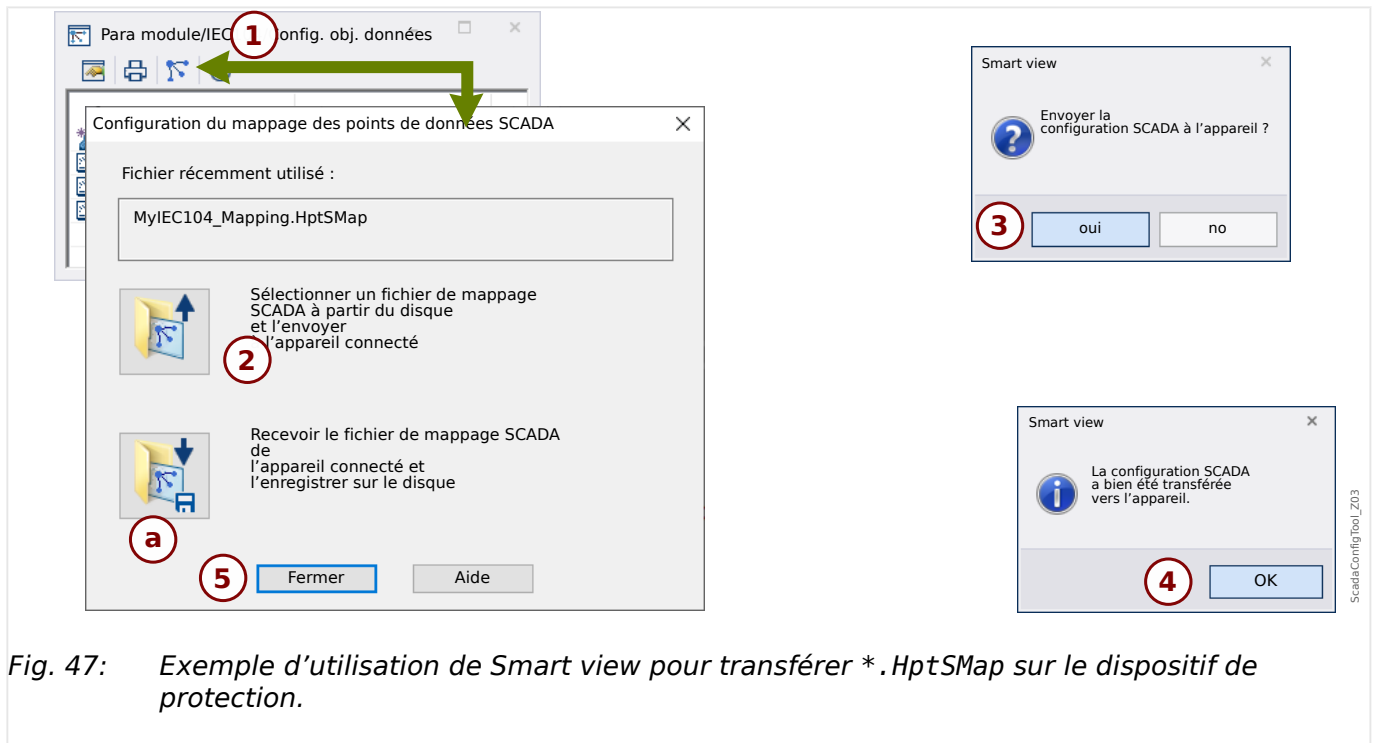 Para module/IEC
1
onfig. obj. données
Configuration du mappage des points de données SCADA
Fichier récemment utilisé :
MyIEC104_Mapping.HptSMap
Sélectionner un fichier de mappage
SCADA à partir du disque
et l’envoyer
l’appareil connecté
2
Recevoir le fichier de mappage SCADA
de
l’appareil connecté et
l’enregistrer sur le disque
a
5
Fermer
Aide
Smart view
Envoyer la
configuration SCADA à l’appareil ?
3
oui
no
Smart view
La configuration SCADA
a bien été transférée
vers l’appareil.
4
OK
ScadaConfigTool_Z03
Fig. 47: Exemple d’utilisation de Smart view pour transférer *.HptSMap sur le dispositif de
protection.